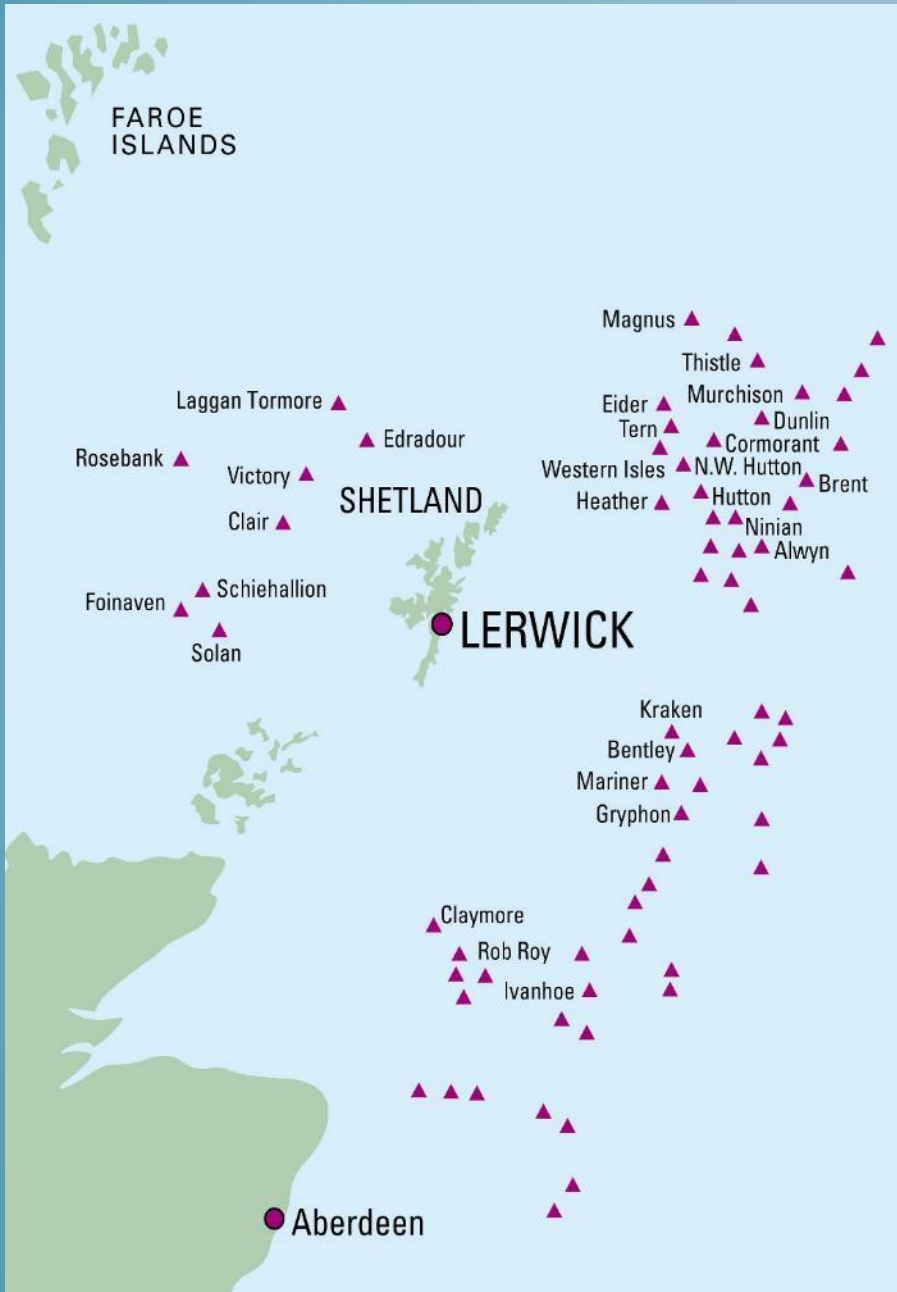 FAROE
ISLANDS
Magnus
Thistle
Laggan Tormore
Eider
Murchison
Tern
Dunlin
Edradour
Cormorant
Rosebank
Victory
Western Isles
N.W. Hutton
Brent
SHETLAND
Heather
Hutton
Clair
Ninian
Alwyn
Schiehallion
Foinaven
LERWICK
Solan
Kraken
Bentley
Mariner
Gryphon
Claymore
Rob Roy
Ivanhoe
Aberdeen